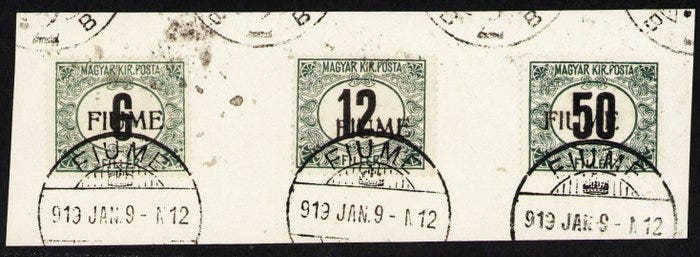 B
MAGYAR KIR. POSTA
6
FIUME
FIUME
919 JAN. 9 - N 12
MAGYAR KIR. POSTA
12
FIUME
FILLÉR
FIUME
919 JAN. 9 - N 12
MAGYAR KIR. POSTA
50
FIUME
FIUME
919 JAN. 9 - N 12